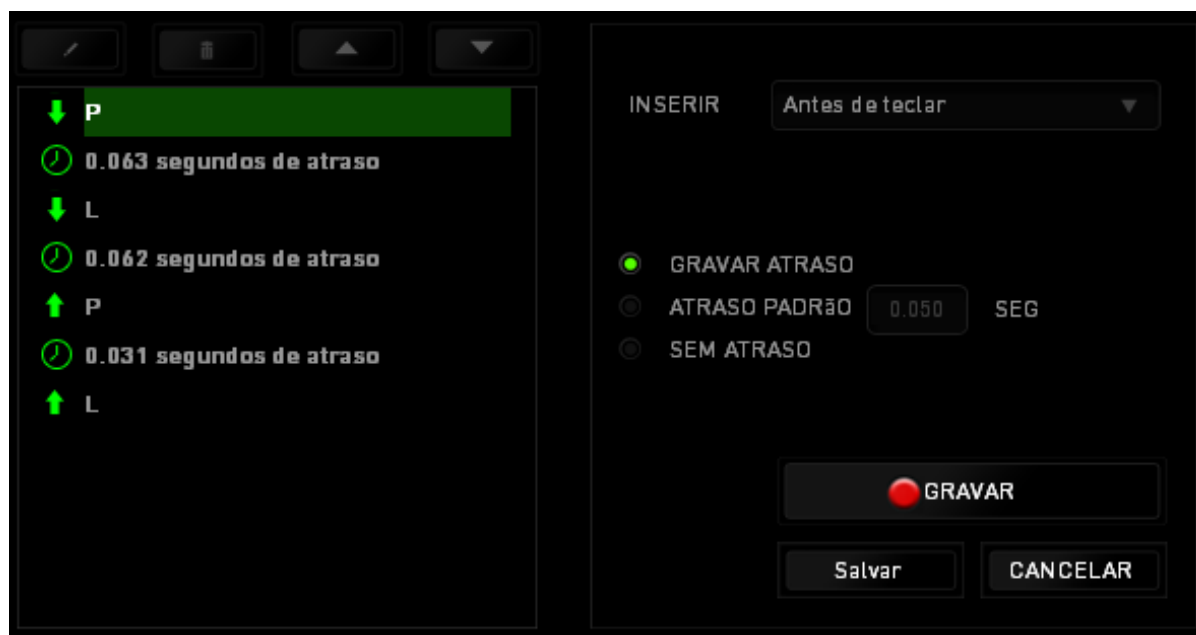 P
0.063 segundos de atraso
L
0.062 segundos de atraso
P
0.031 segundos de atraso
L
INSERIR Antes de teclar
GRAVAR ATRASO
ATRASO PADRãO 0.050 SEG
SEM ATRASO
GRAVAR
Salvar CANCELAR